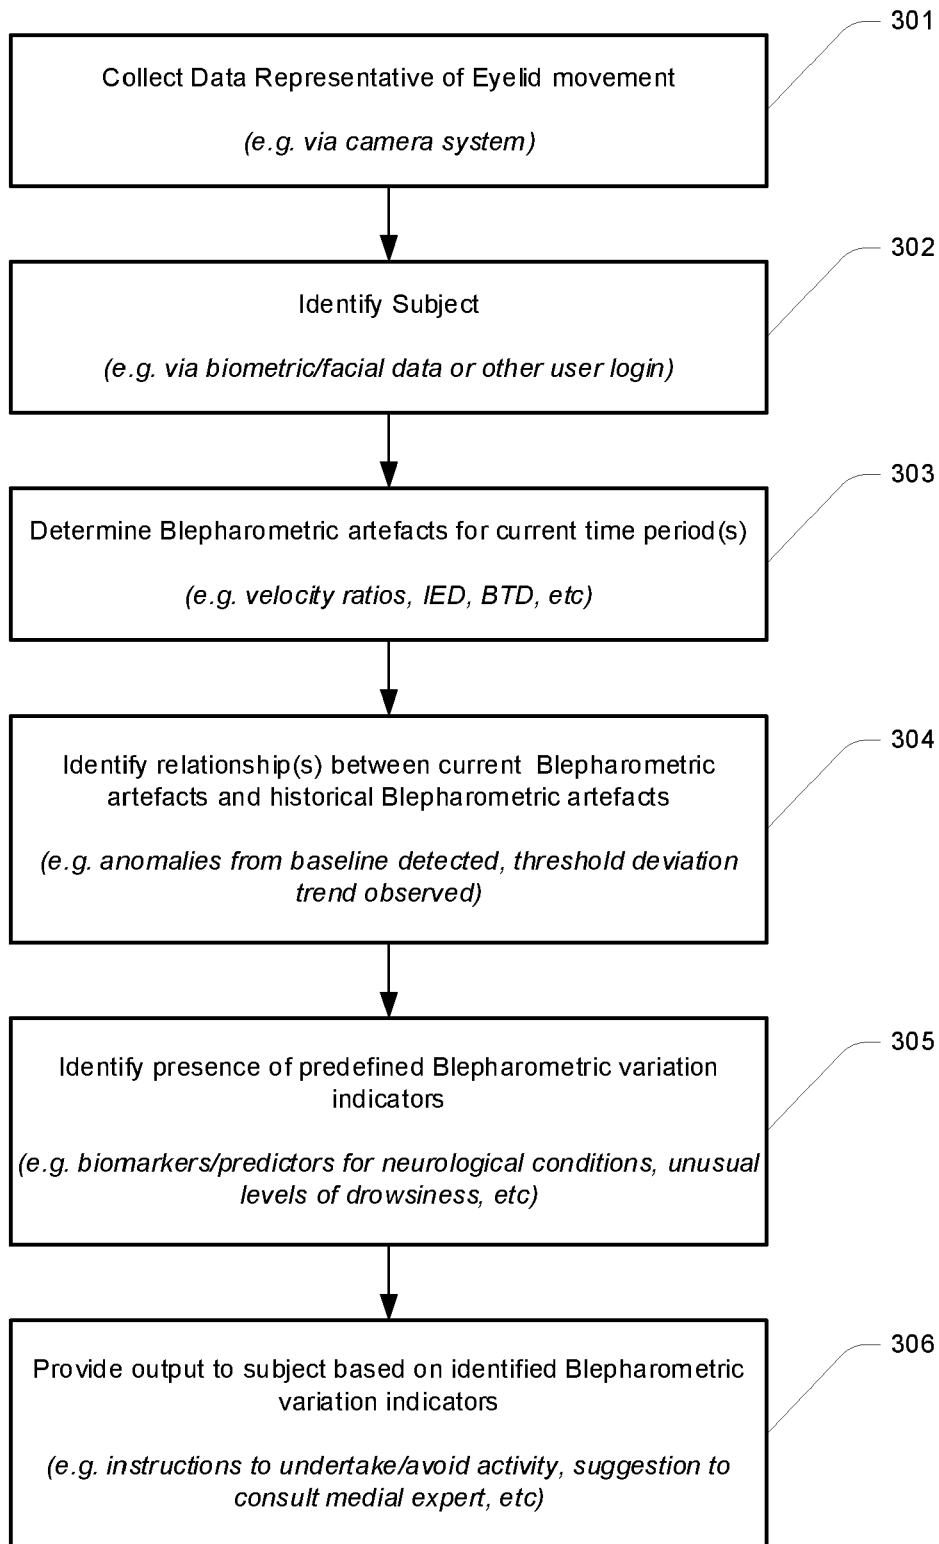 301
Collect Data Representative of Eyelid movement
(e.g. via camera system)
302
Identify Subject
(e.g. via biometric/facial data or other user login)
303
Determine Blepharometric artefacts for current time period(s)
(e.g. velocity ratios, IED, BTD, etc)
304
Identify relationship(s) between current Blepharometric
artefacts and historical Blepharometric artefacts
(e.g. anomalies from baseline detected, threshold deviation
trend observed)
305
Identify presence of predefined Blepharometric variation
indicators
(e.g. biomarkers/predictors for neurological conditions, unusual
levels of drowsiness, etc)
306
Provide output to subject based on identified Blepharometric
variation indicators
(e.g. instructions to undertake/avoid activity, suggestion to
consult medial expert, etc)